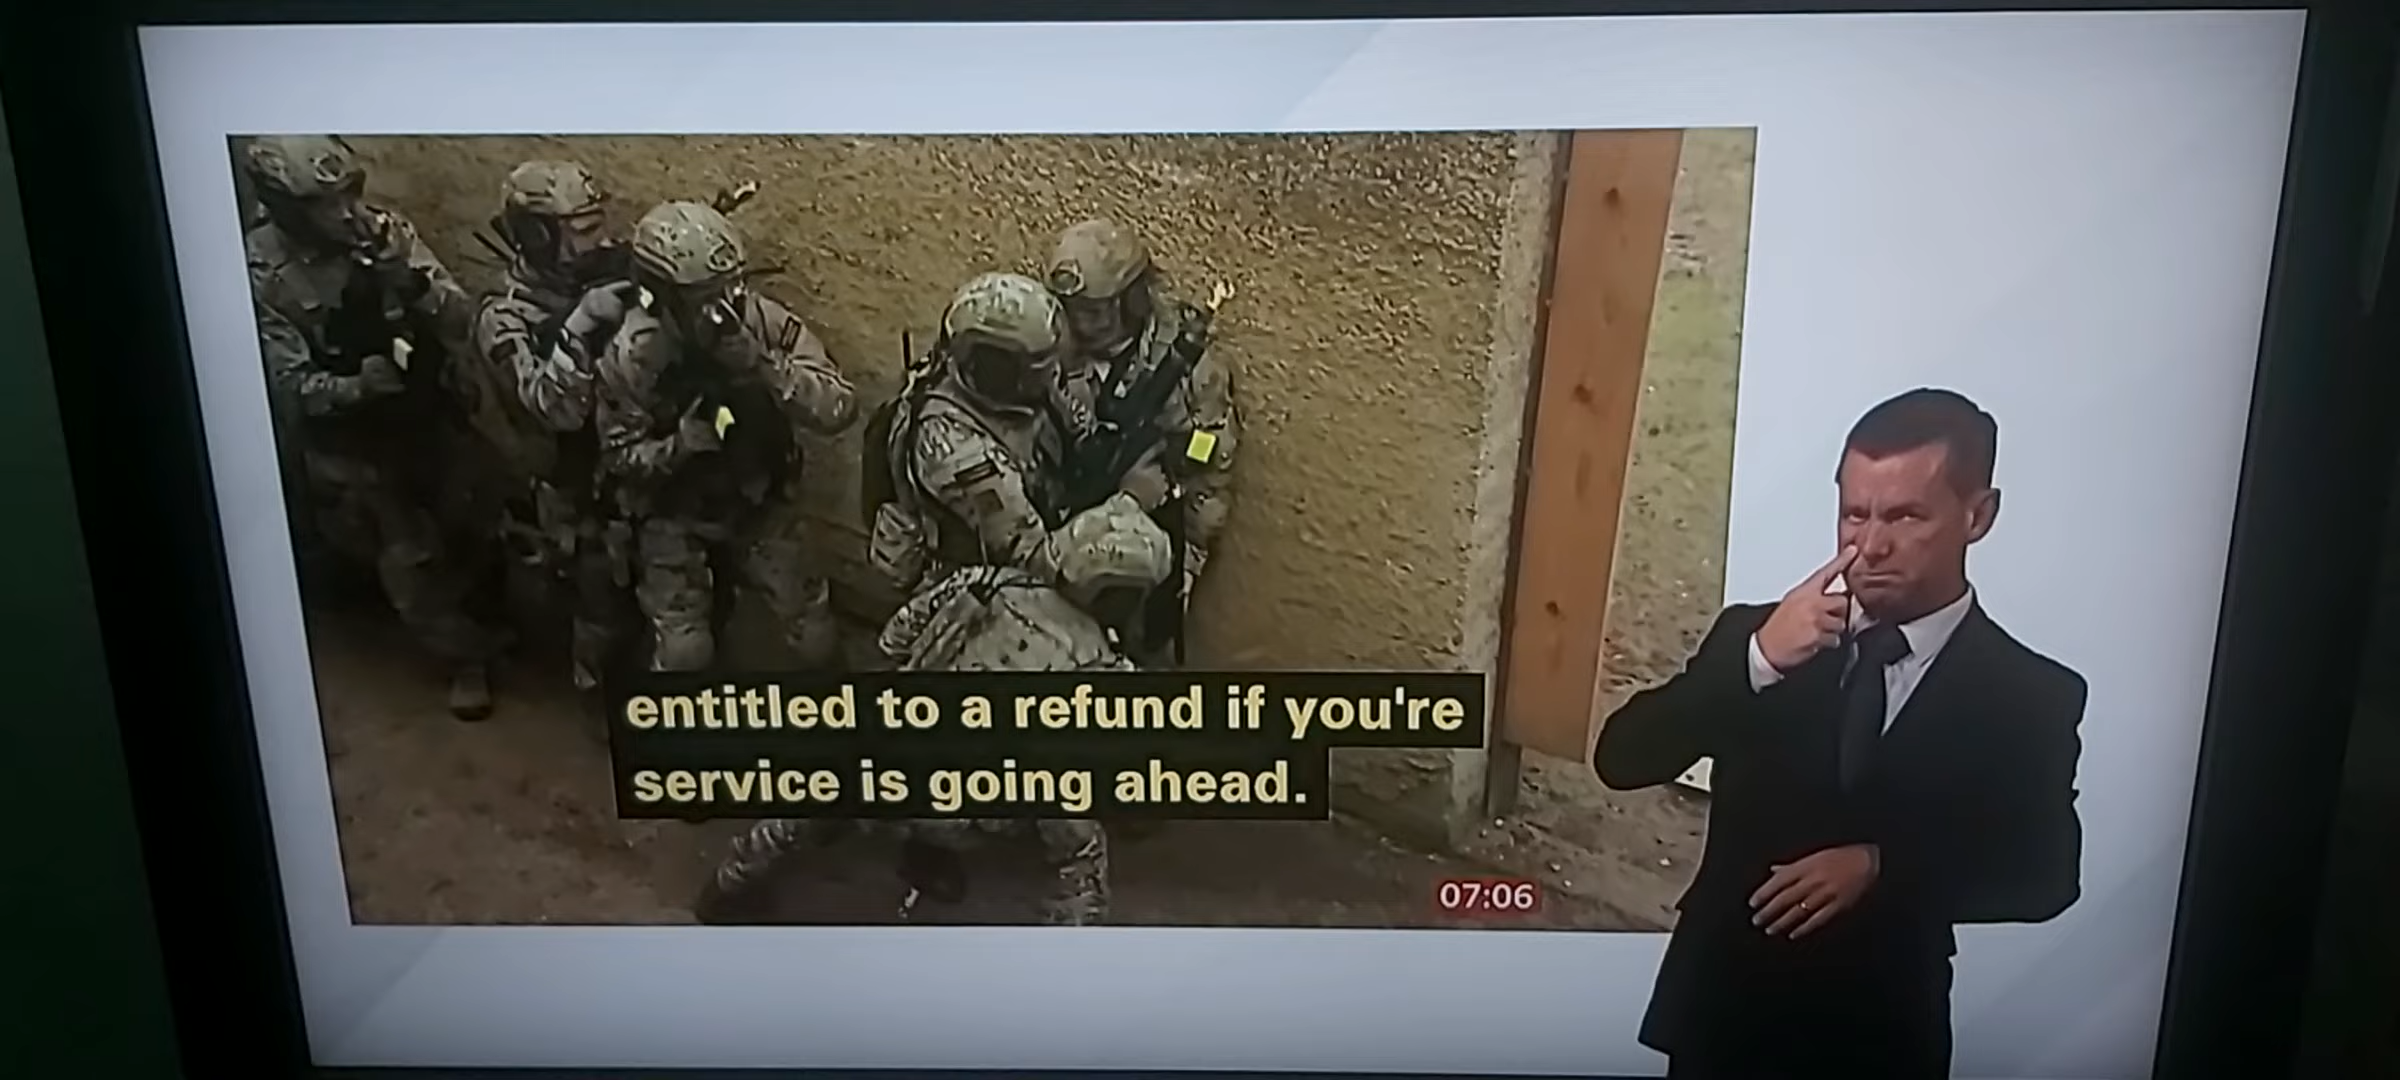 entitled to a refund if you're
service is going ahead.
07:06